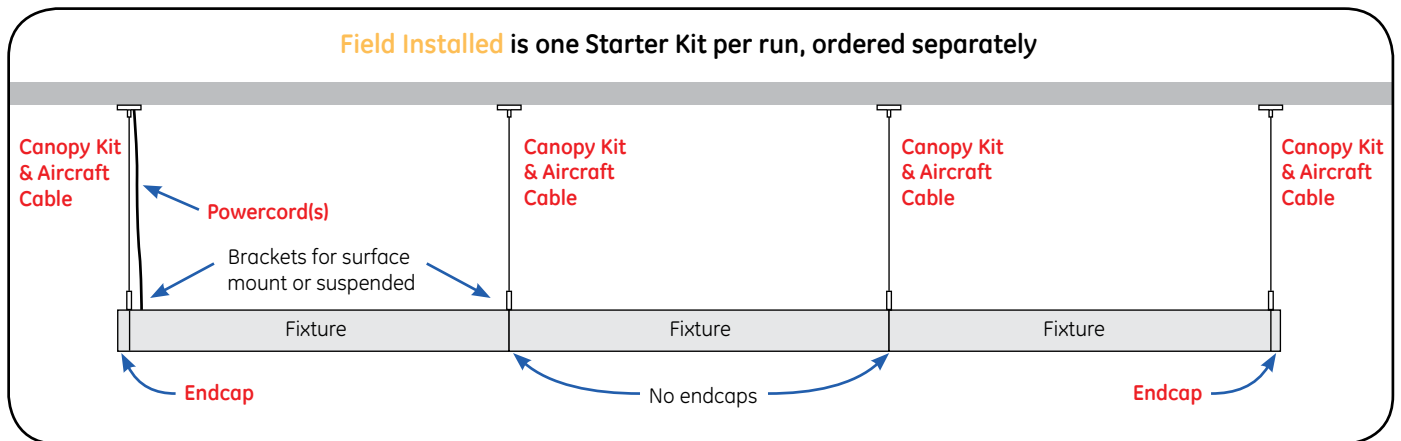 Field Installed is one Starter Kit per run, ordered separately
Canopy Kit
& Aircraft
Cable
Canopy Kit
& Aircraft
Cable
Canopy Kit
& Aircraft
Cable
Canopy Kit
& Aircraft
Cable
Powercord(s)
Brackets for surface
mount or suspended
Fixture
Fixture
Fixture
Endcap
No endcaps
Endcap